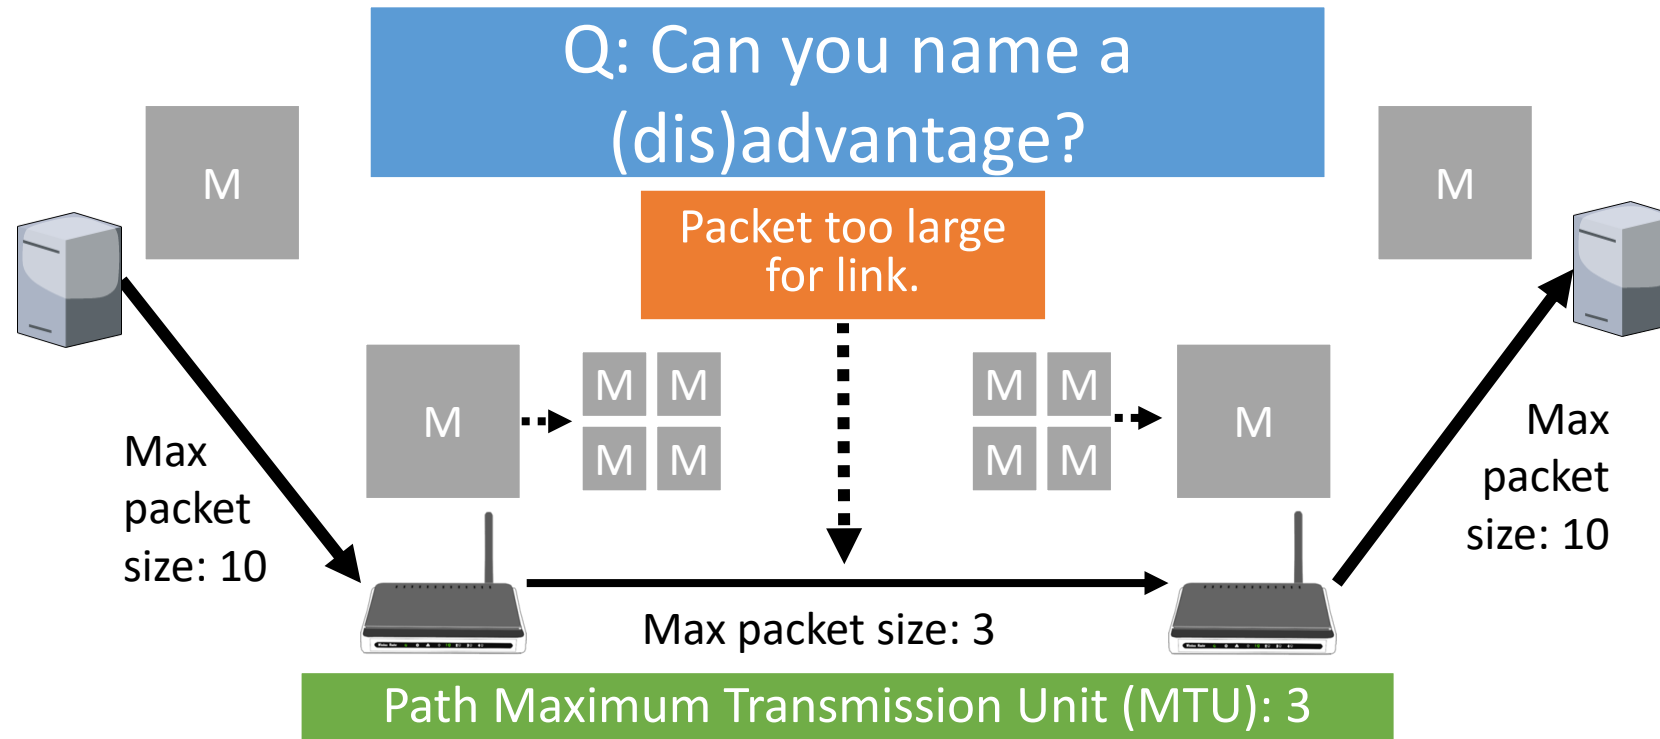 Q: Can you name a
(dis)advantage?
M
M
Packet too large
for link.
M
M M
M M
M M
M M
M
Max
packet
size: 10
Max
packet
size: 10
Max packet size: 3
Path Maximum Transmission Unit (MTU): 3